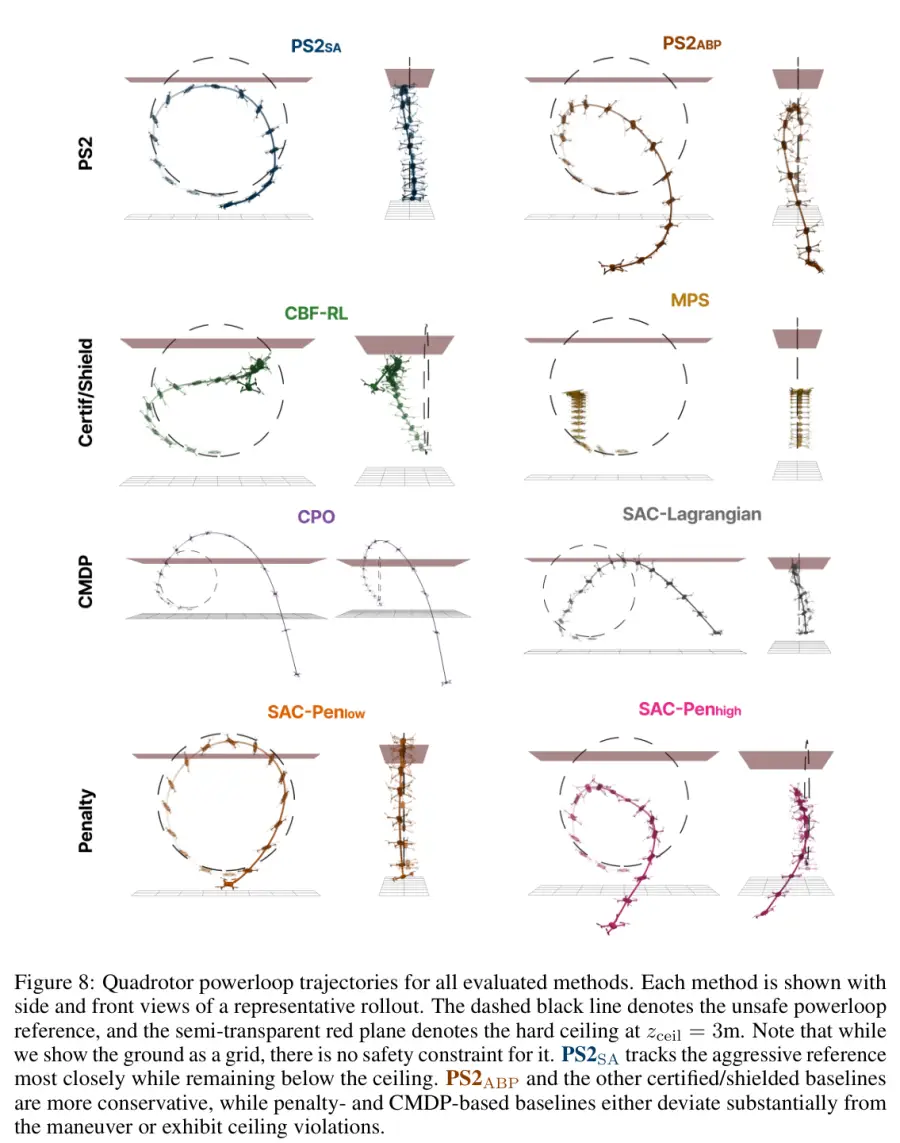 PS2SA
PS2ABP
PS2
CBF-RL
MPS
Certif/Shield
CPO
SAC-Lagrangian
CMDP
SAC-Penlow
SAC-Penhigh
Penalty
Figure 8: Quadrotor powerloop trajectories for all evaluated methods. Each method is shown with
side and front views of a representative rollout. The dashed black line denotes the unsafe powerloop
reference, and the semi-transparent red plane denotes the hard ceiling at zceil = 3m. Note that while
we show the ground as a grid, there is no safety constraint for it. PS2SA tracks the aggressive reference
most closely while remaining below the ceiling. PS2ABP and the other certified/shielded baselines
are more conservative, while penalty- and CMDP-based baselines either deviate substantially from
the maneuver or exhibit ceiling violations.